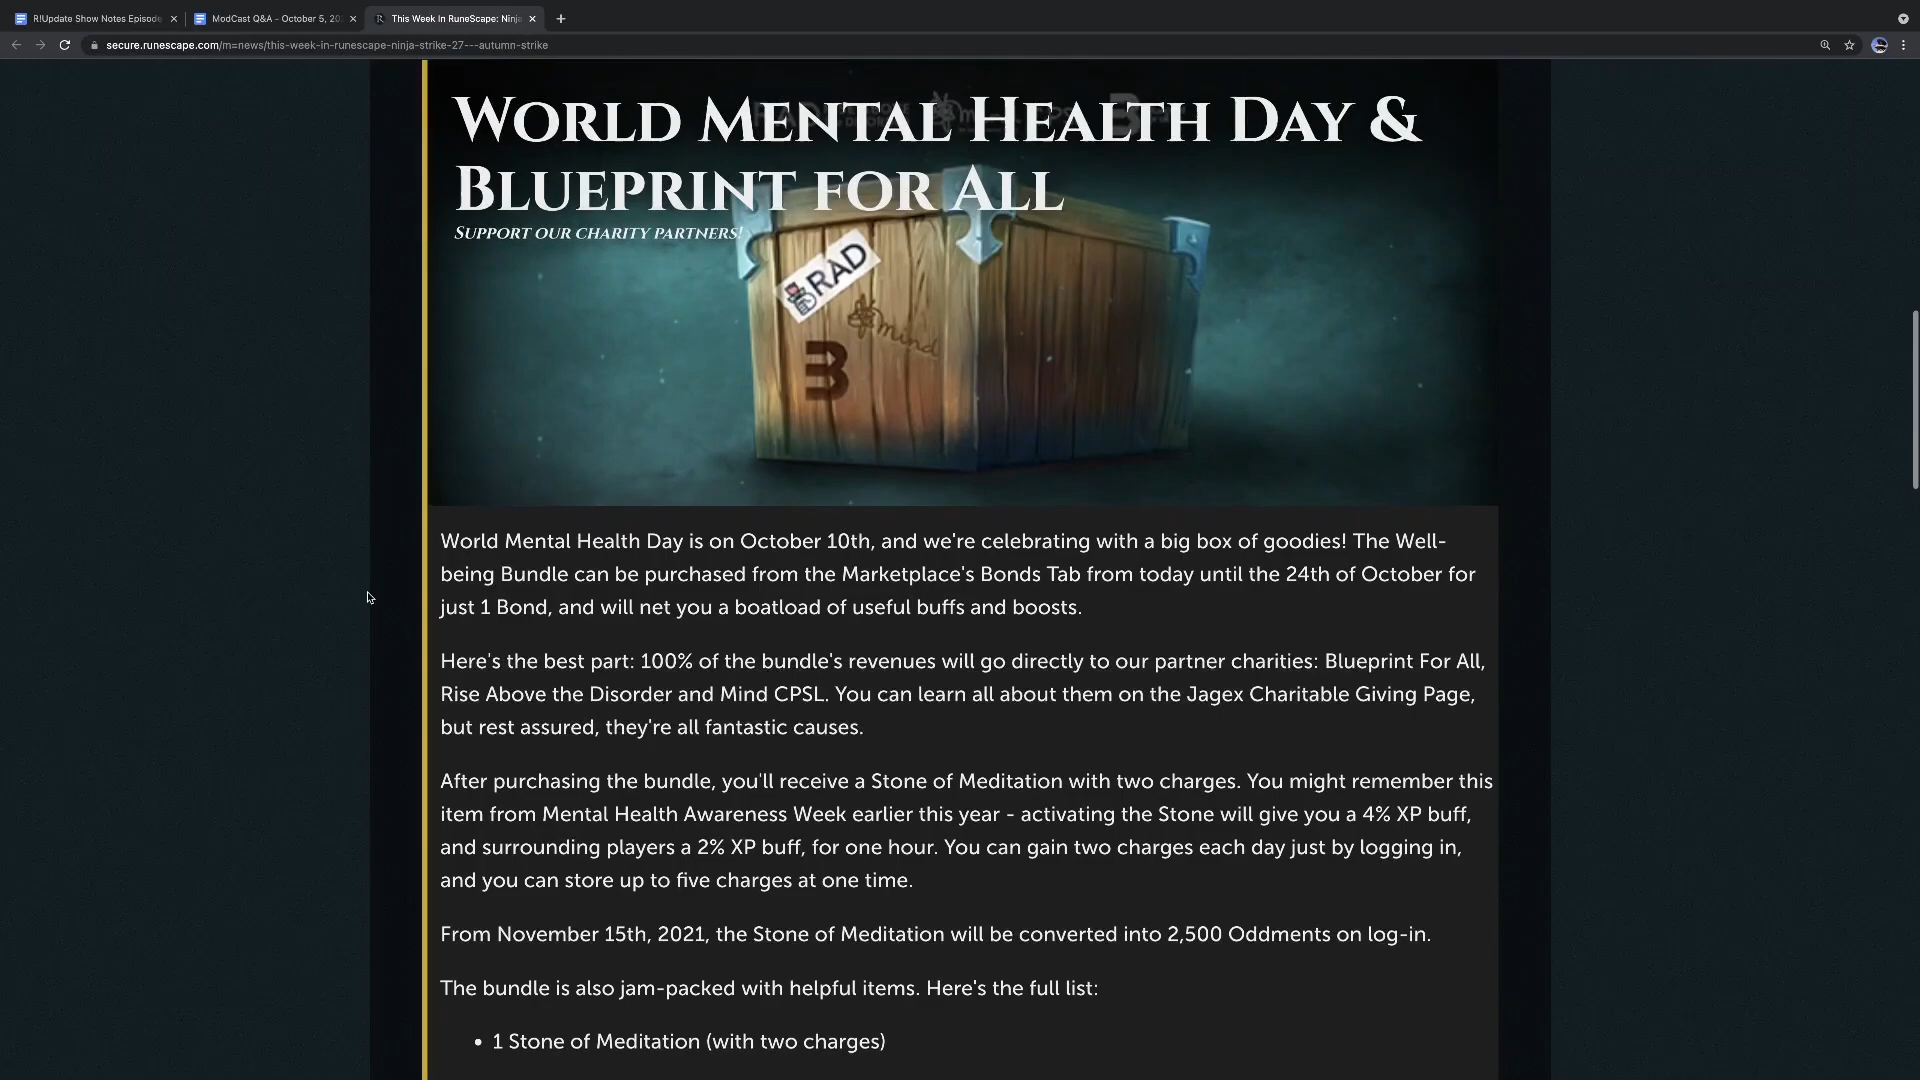 R!Update Show Notes Episode
ModCast Q&A - October 5, 202
This Week In RuneScape: Ninja
secure.runescape.com/m=news/this-week-in-runescape-ninja-strike-27---autumn-strike
World Mental Health Day &
Blueprint for All
Support our charity partners!
RAD
mind
B
World Mental Health Day is on October 10th, and we're celebrating with a big box of goodies! The Well-
being Bundle can be purchased from the Marketplace's Bonds Tab from today until the 24th of October for
just 1 Bond, and will net you a boatload of useful buffs and boosts.
Here's the best part: 100% of the bundle's revenues will go directly to our partner charities: Blueprint For All,
Rise Above the Disorder and Mind CPSL. You can learn all about them on the Jagex Charitable Giving Page,
but rest assured, they're all fantastic causes.
After purchasing the bundle, you'll receive a Stone of Meditation with two charges. You might remember this
item from Mental Health Awareness Week earlier this year - activating the Stone will give you a 4% XP buff,
and surrounding players a 2% XP buff, for one hour. You can gain two charges each day just by logging in,
and you can store up to five charges at one time.
From November 15th, 2021, the Stone of Meditation will be converted into 2,500 Oddments on log-in.
The bundle is also jam-packed with helpful items. Here's the full list:
• 1 Stone of Meditation (with two charges)